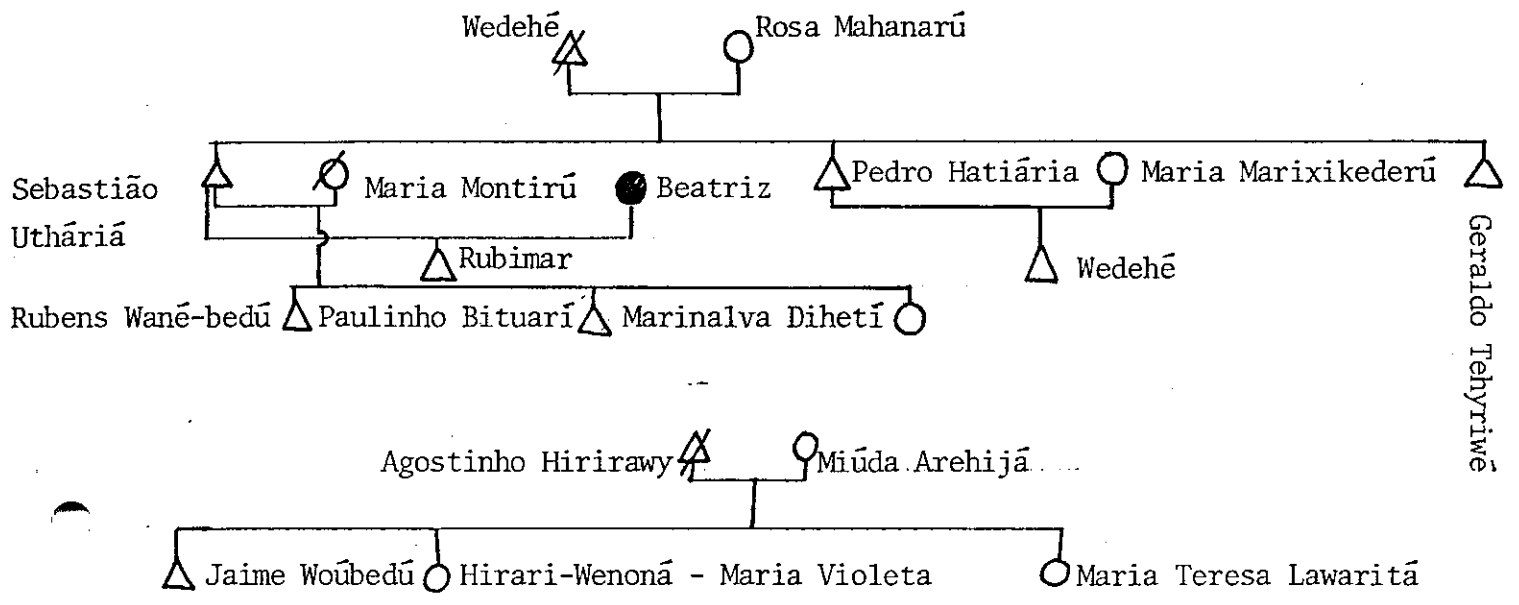 Wedehé Rosa Mahanarú
Sebastião Maria Montirú Beatriz Pedro Hatiária Maria Marixikederú
Utháriá
Rubimar Wedehé
Rubens Wané-bedú Paulinho Bituarí Marinalva Dihetí
Geraldo Tehyriwé
Agostinho Hirirawy Miúda Arehijá
Jaime Woúbedú Hirari-Wenoná - Maria Violeta Maria Teresa Lawaritá